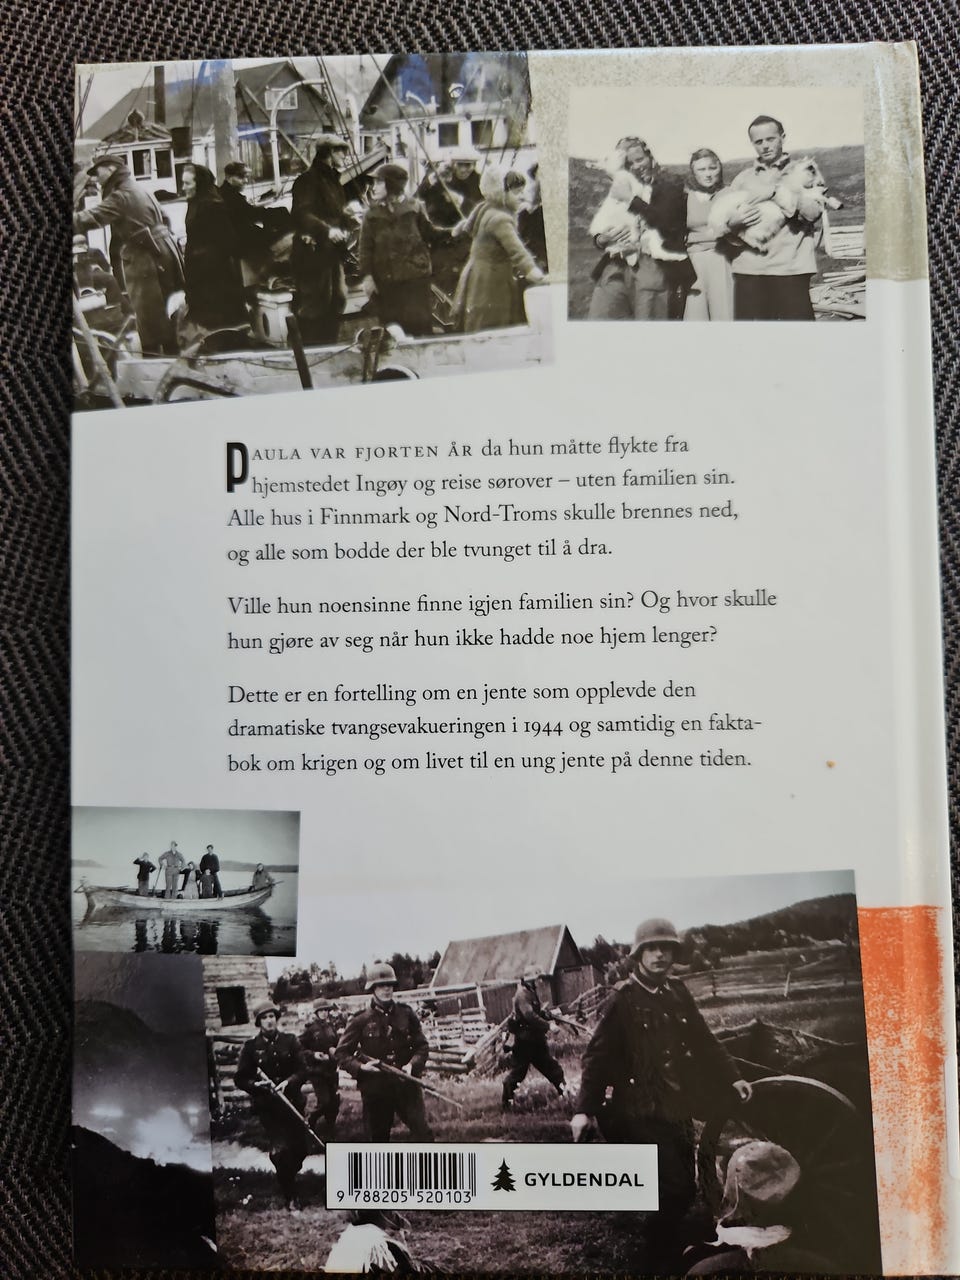 PAULA VAR FJORTEN ÅR da hun måtte flykte fra
hjemstedet Ingøy og reise sørover – uten familien sin.
Alle hus i Finnmark og Nord-Troms skulle brennes ned,
og alle som bodde der ble tvunget til å dra.
Ville hun noensinne finne igjen familien sin? Og hvor skulle
hun gjøre av seg når hun ikke hadde noe hjem lenger?
Dette er en fortelling om en jente som opplevde den
dramatiske tvangsevakueringen i 1944 og samtidig en fakta-
bok om krigen og om livet til en ung jente på denne tiden.
9 788205 520103
GYLDENDAL